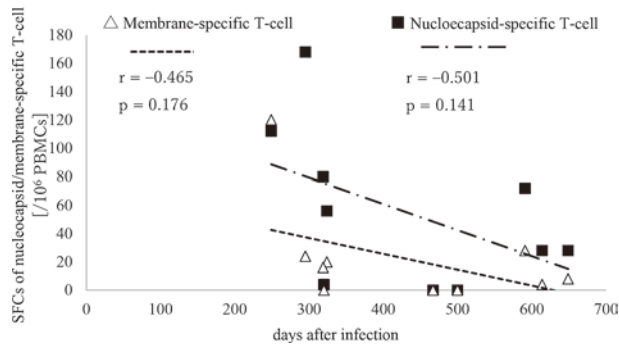 Membrane-specific T-cell
r = −0.465
p = 0.176
Nucloecapsid-specific T-cell
r = −0.501
p = 0.141
SFCs of nucleocapsid/membrane-specific T-cell
[/10⁶ PBMCs]
180
160
140
120
100
80
60
40
20
0
0 100 200 300 400 500 600 700
days after infection